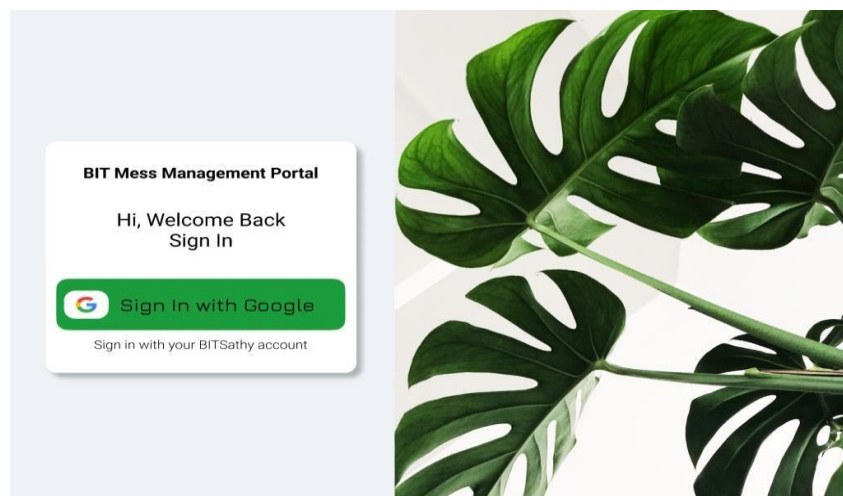 BIT Mess Management Portal
Hi, Welcome Back
Sign In
Sign In with Google
Sign in with your BITSathy account